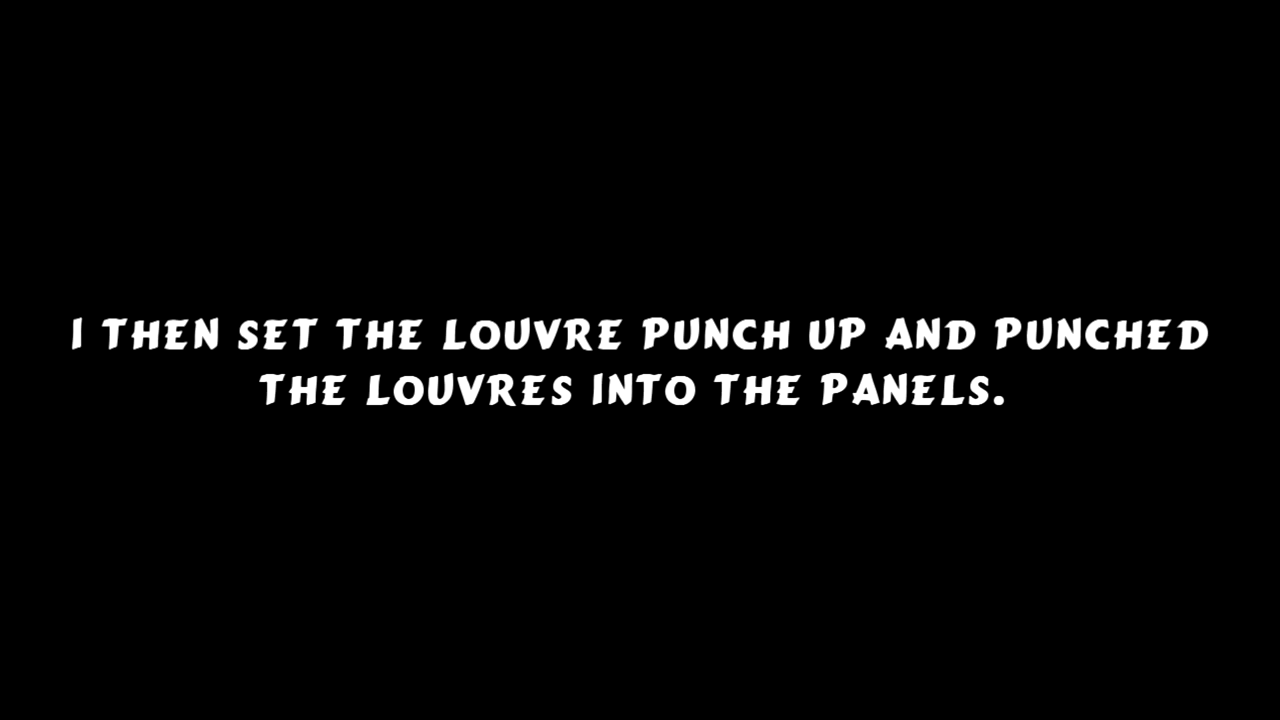 I THEN SET THE LOUVRE PUNCH UP AND PUNCHED
THE LOUVRES INTO THE PANELS.